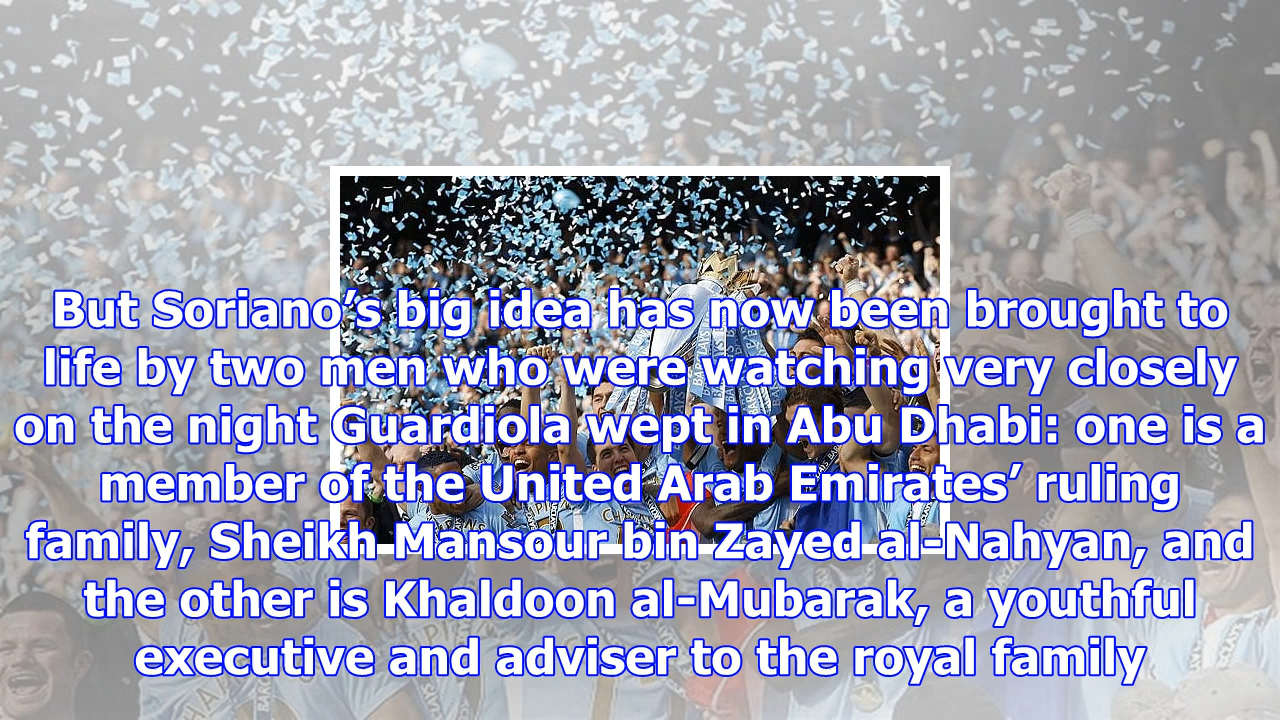 But Soriano’s big idea has now been brought to
life by two men who were watching very closely
on the night Guardiola wept in Abu Dhabi: one is a
member of the United Arab Emirates’ ruling
family, Sheikh Mansour bin Zayed al-Nahyan, and
the other is Khaldoon al-Mubarak, a youthful
executive and adviser to the royal family